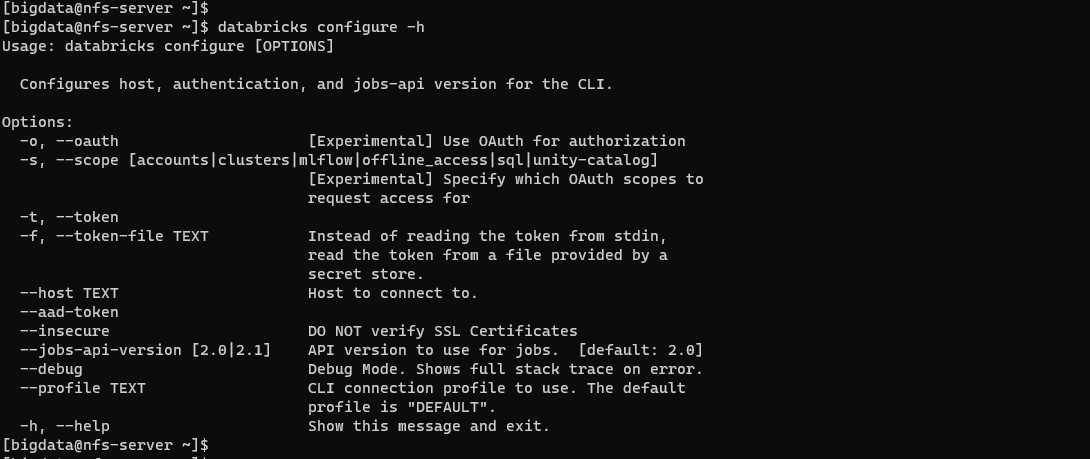 [bigdata@nfs-server ~]$
[bigdata@nfs-server ~]$ databricks configure -h
Usage: databricks configure [OPTIONS]

  Configures host, authentication, and jobs-api version for the CLI.

Options:
  -o, --oauth                     [Experimental] Use OAuth for authorization
  -s, --scope [accounts|clusters|mlflow|offline_access|sql|unity-catalog]
                                  [Experimental] Specify which OAuth scopes to
                                  request access for
  -t, --token
  -f, --token-file TEXT           Instead of reading the token from stdin,
                                  read the token from a file provided by a
                                  secret store.
  --host TEXT                     Host to connect to.
  --aad-token
  --insecure                      DO NOT verify SSL Certificates
  --jobs-api-version [2.0|2.1]    API version to use for jobs.  [default: 2.0]
  --debug                         Debug Mode. Shows full stack trace on error.
  --profile TEXT                  CLI connection profile to use. The default
                                  profile is "DEFAULT".
  -h, --help                      Show this message and exit.
[bigdata@nfs-server ~]$